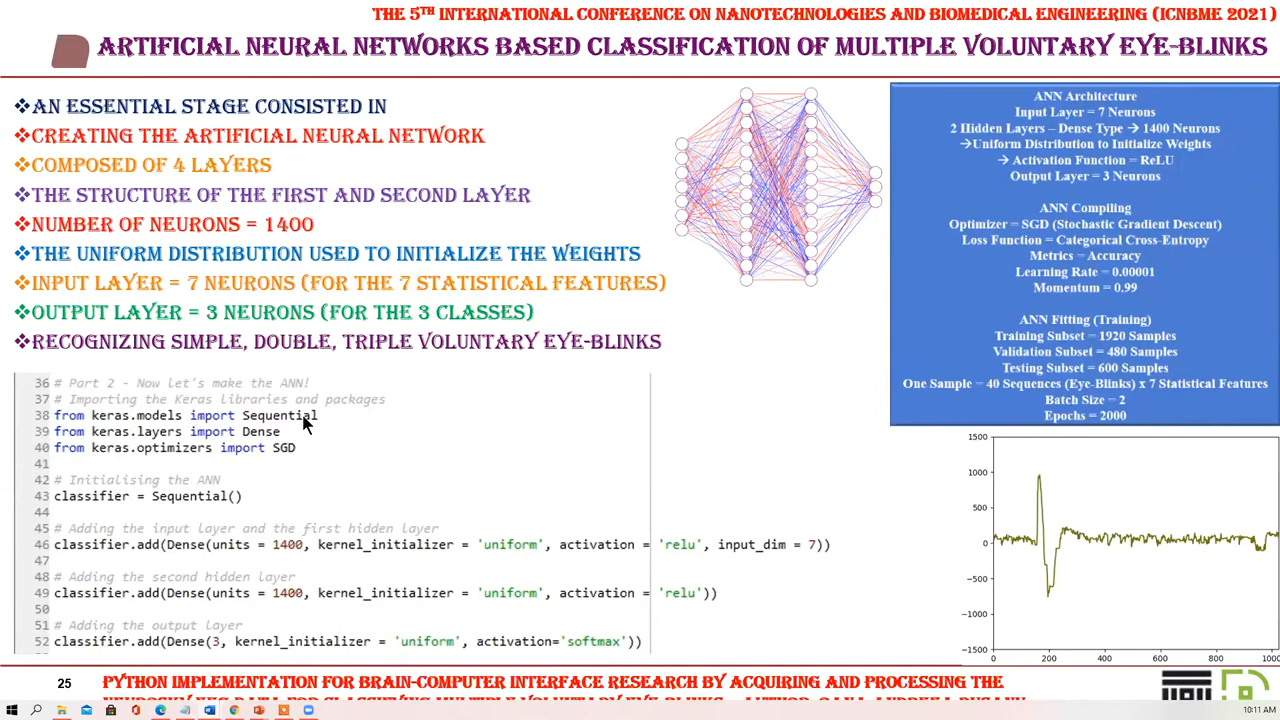 THE 5TH INTERNATIONAL CONFERENCE ON NANOTECHNOLOGIES AND BIOMEDICAL ENGINEERING (ICNBME 2021)
ARTIFICIAL NEURAL NETWORKS BASED CLASSIFICATION OF MULTIPLE VOLUNTARY EYE-BLINKS
❖AN ESSENTIAL STAGE CONSISTED IN
❖CREATING THE ARTIFICIAL NEURAL NETWORK
❖COMPOSED OF 4 LAYERS
❖THE STRUCTURE OF THE FIRST AND SECOND LAYER
❖NUMBER OF NEURONS = 1400
❖THE UNIFORM DISTRIBUTION USED TO INITIALIZE THE WEIGHTS
❖INPUT LAYER = 7 NEURONS (FOR THE 7 STATISTICAL FEATURES)
❖OUTPUT LAYER = 3 NEURONS (FOR THE 3 CLASSES)
❖RECOGNIZING SIMPLE, DOUBLE, TRIPLE VOLUNTARY EYE-BLINKS
ANN Architecture
Input Layer = 7 Neurons
2 Hidden Layers – Dense Type → 1400 Neurons
→Uniform Distribution to Initialize Weights
→ Activation Function = ReLU
Output Layer = 3 Neurons
ANN Compiling
Optimizer = SGD (Stochastic Gradient Descent)
Loss Function = Categorical Cross-Entropy
Metrics = Accuracy
Learning Rate = 0.00001
Momentum = 0.99
ANN Fitting (Training)
Training Subset = 1920 Samples
Validation Subset = 480 Samples
Testing Subset = 600 Samples
One Sample = 40 Sequences (Eye-Blinks) x 7 Statistical Features
Batch Size = 2
Epochs = 2000
36 # Part 2 - Now let's make the ANN!
37 # Importing the Keras libraries and packages
38 from keras.models import Sequential
39 from keras.layers import Dense
40 from keras.optimizers import SGD
41
42 # Initialising the ANN
43 classifier = Sequential()
44
45 # Adding the input layer and the first hidden layer
46 classifier.add(Dense(units = 1400, kernel_initializer = 'uniform', activation = 'relu', input_dim = 7))
47
48 # Adding the second hidden layer
49 classifier.add(Dense(units = 1400, kernel_initializer = 'uniform', activation = 'relu'))
50
51 # Adding the output layer
52 classifier.add(Dense(3, kernel_initializer = 'uniform', activation='softmax'))
1500
1000
500
0
−500
−1000
−1500
0 200 400 600 800 1000
25
PYTHON IMPLEMENTATION FOR BRAIN-COMPUTER INTERFACE RESEARCH BY ACQUIRING AND PROCESSING THE
10:11 AM